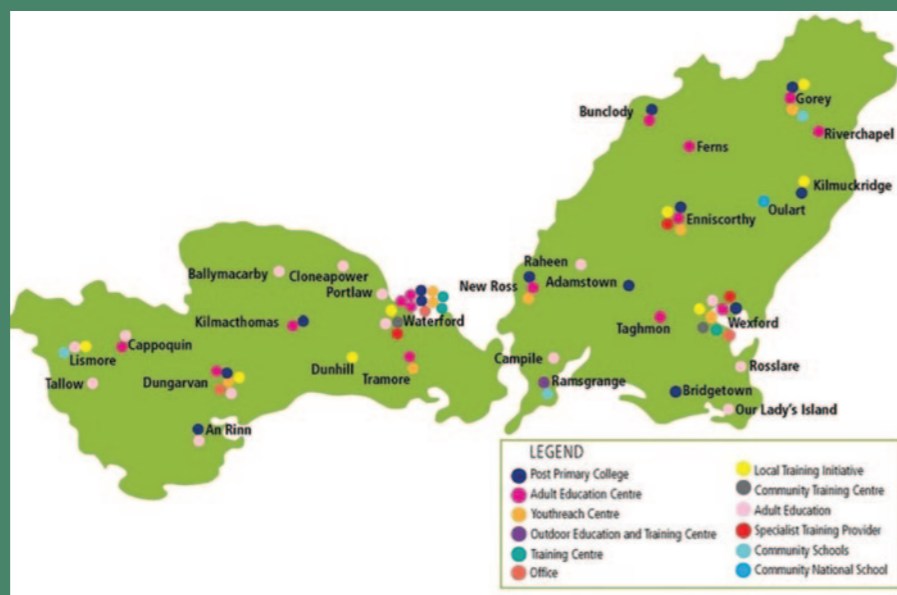 Gorey
Bunclody
Riverchapel
Ferns
Kilmuckridge
Oulart
Enniscorthy
Raheen
Ballymacarby
Cloneapower
Portlaw
New Ross
Adamstown
Kilmacthomas
Waterford
Taghmon
Wexford
Cappoquin
Lismore
Dunhill
Tramore
Campile
Rosslare
Tallow
Dungarvan
Ramsgrange
Bridgetown
Our Lady's Island
An Rinn
LEGEND
Post Primary College
Adult Education Centre
Youthreach Centre
Outdoor Education and Training Centre
Training Centre
Office
Local Training Initiative
Community Training Centre
Adult Education
Specialist Training Provider
Community Schools
Community National School